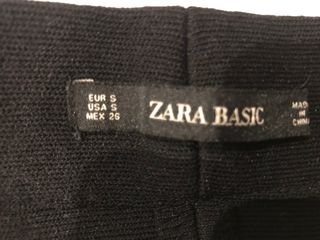 EUR S
USA S
MEX 26
ZARA BASIC
MADE
IN
CHINA